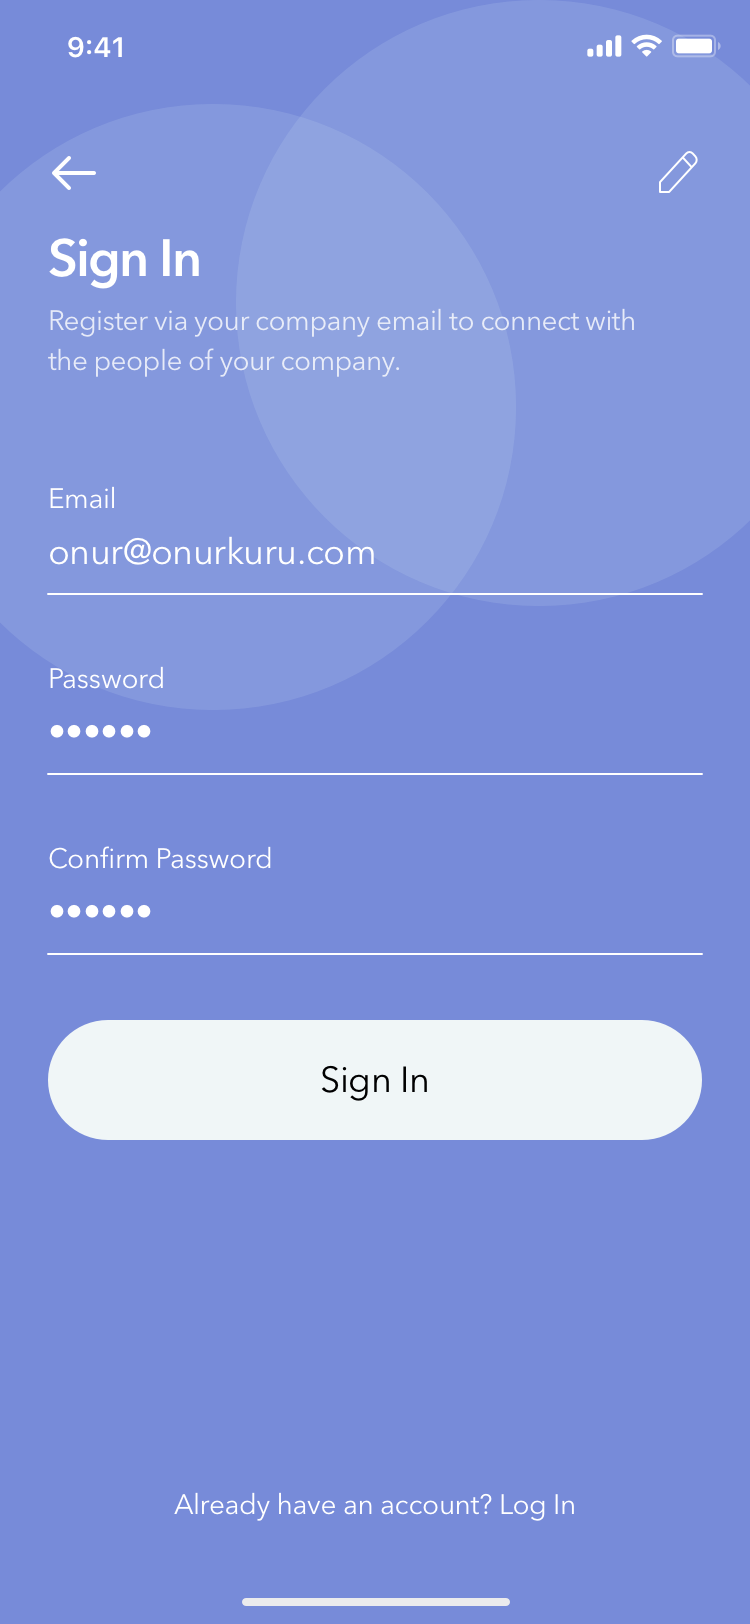 9:41
Sign In
Register via your company email to connect with
the people of your company.
Email
onur@onurkuru.com
Password
••••••
Confirm Password
••••••
Sign In
Already have an account? Log In